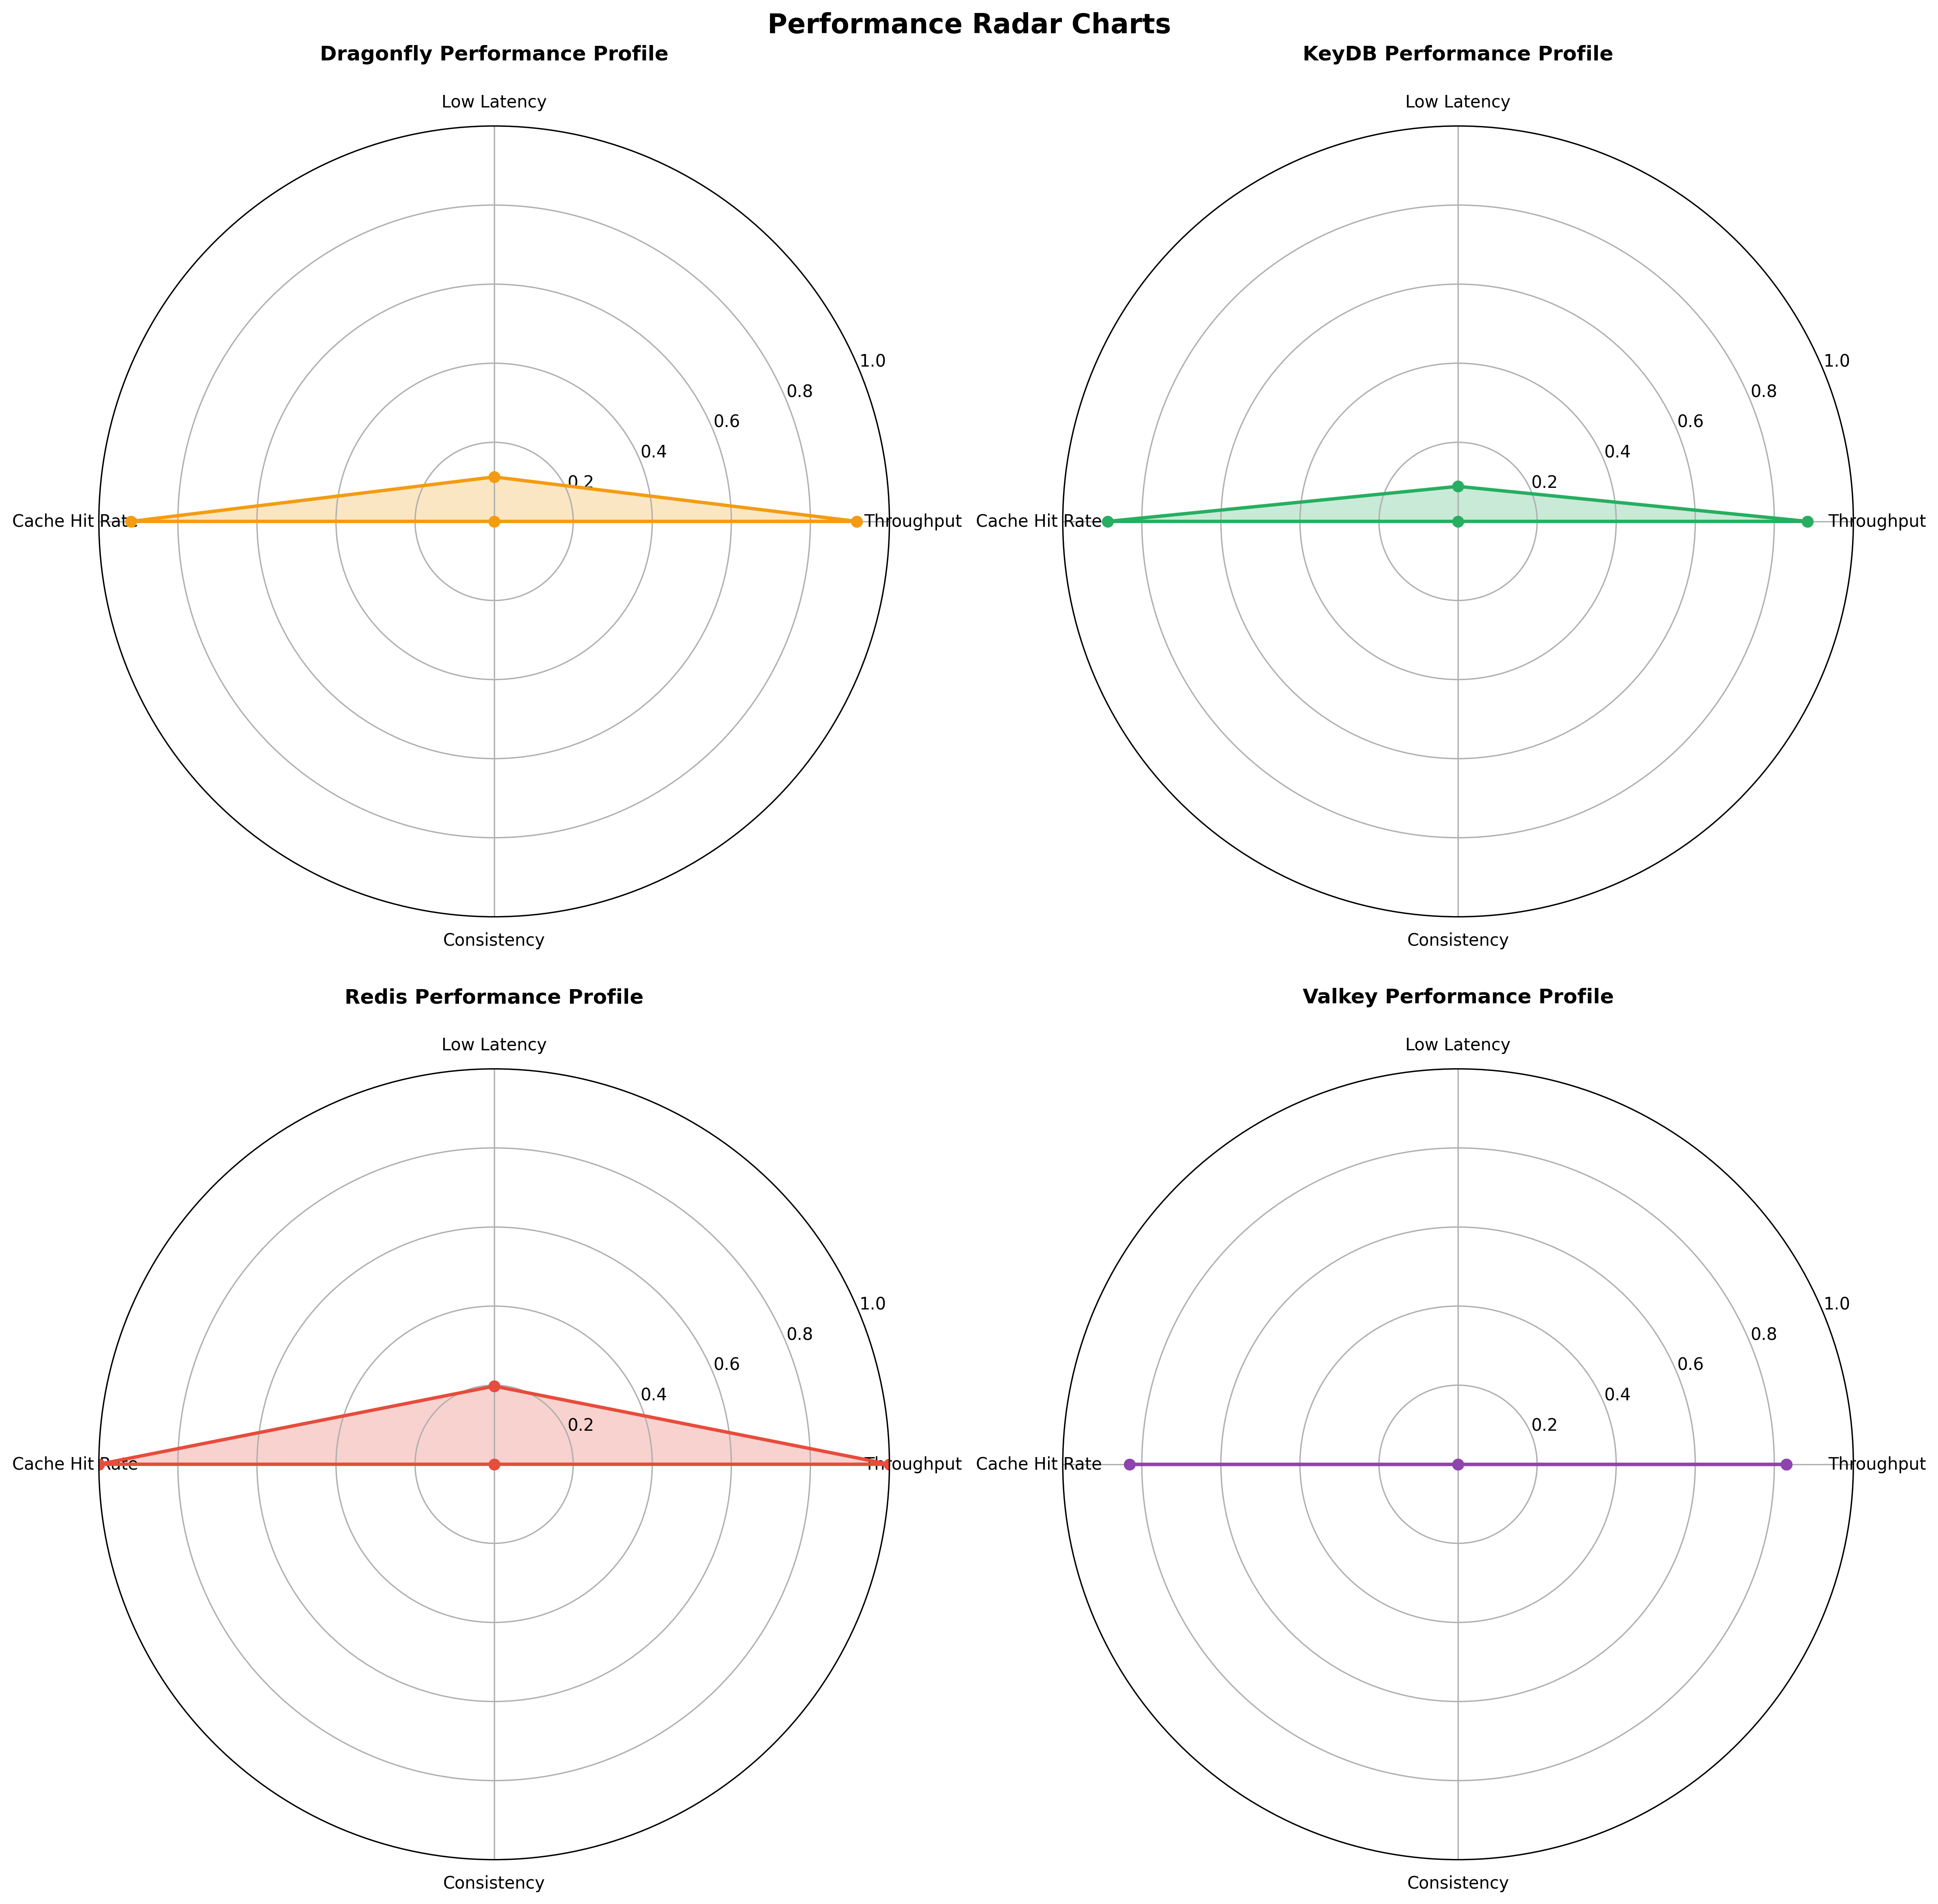 Performance Radar Charts
Dragonfly Performance Profile
Low Latency
1.0
0.8
0.6
0.4
0.2
Cache Hit Rate
Throughput
Consistency
KeyDB Performance Profile
Low Latency
1.0
0.8
0.6
0.4
0.2
Cache Hit Rate
Throughput
Consistency
Redis Performance Profile
Low Latency
1.0
0.8
0.6
0.4
0.2
Cache Hit Rate
Throughput
Consistency
Valkey Performance Profile
Low Latency
1.0
0.8
0.6
0.4
0.2
Cache Hit Rate
Throughput
Consistency